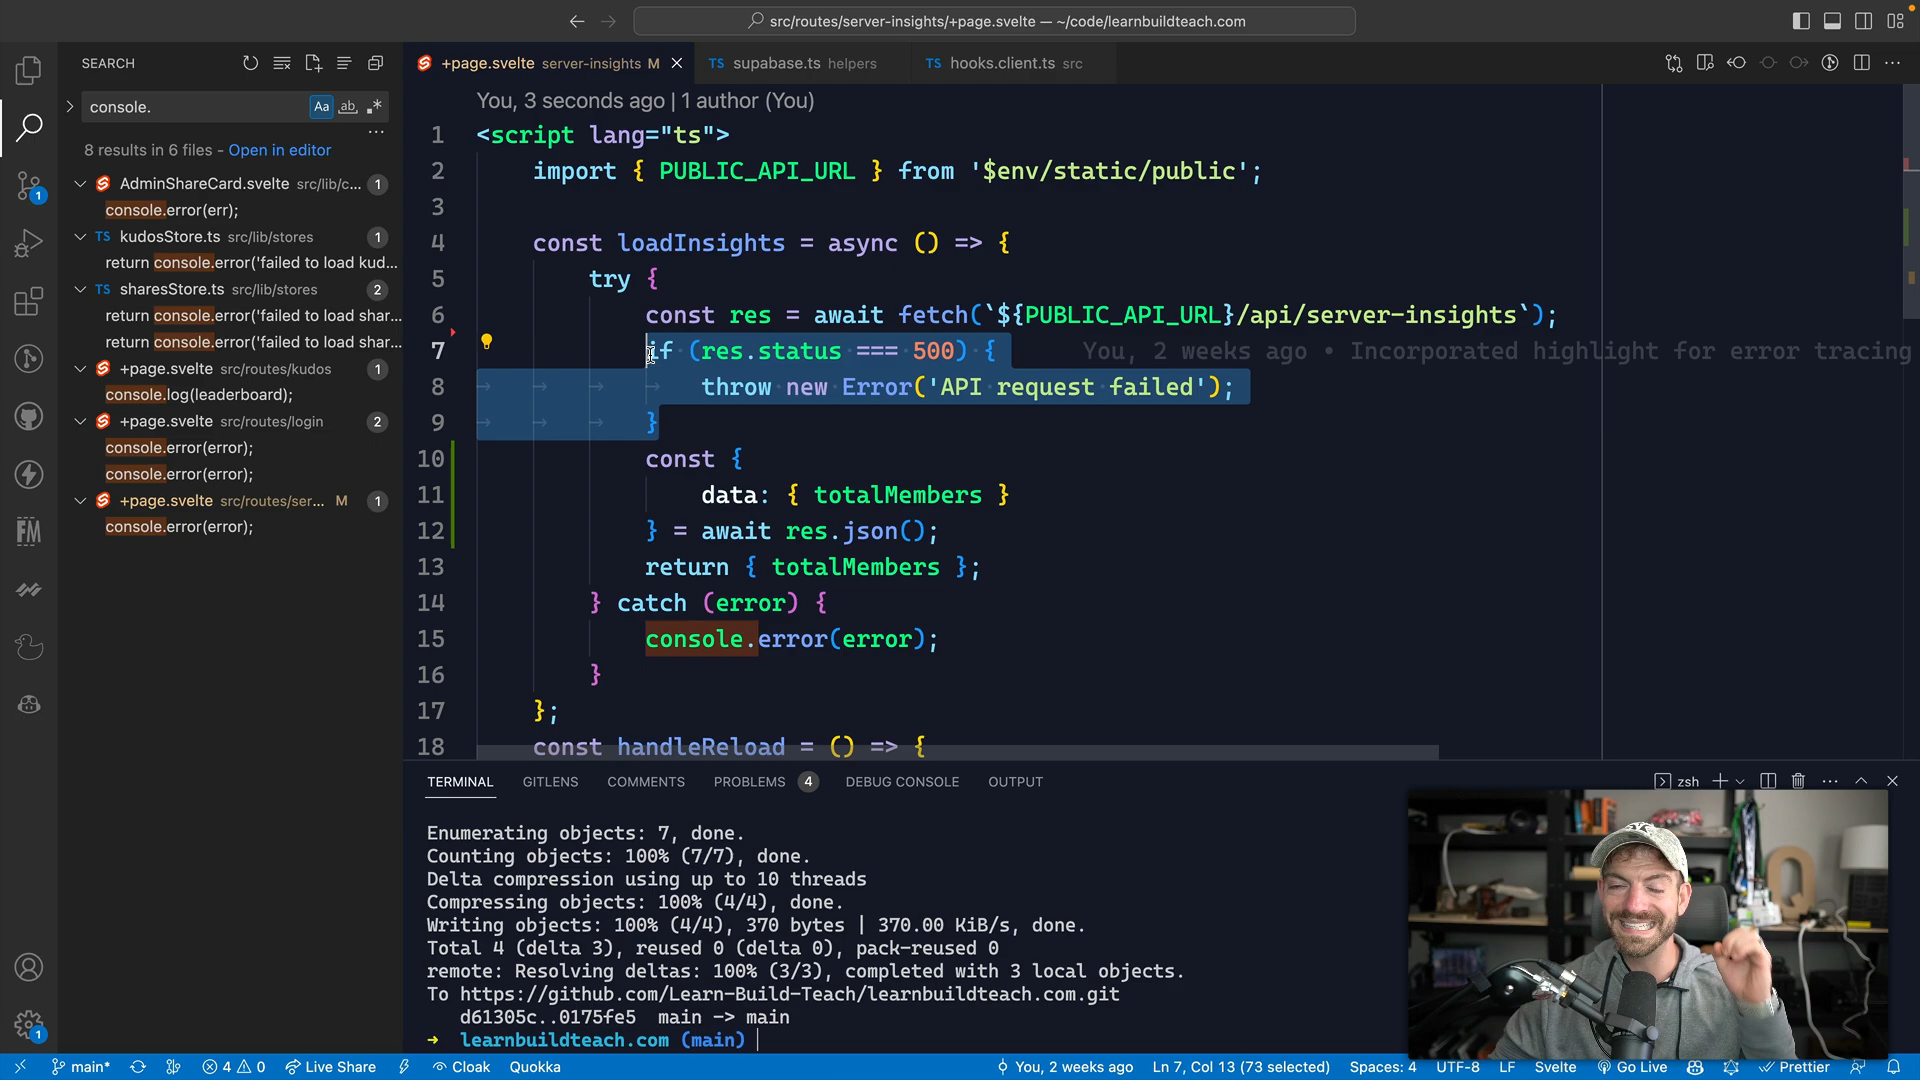 src/routes/server-insights/+page.svelte — ~/code/learnbuildteach.com
SEARCH
console.
Aa
ab
8 results in 6 files - Open in editor
AdminShareCard.svelte src/lib/c... 1
console.error(err);
TS kudosStore.ts src/lib/stores 1
return console.error('failed to load kud...
TS sharesStore.ts src/lib/stores 2
return console.error('failed to load shar...
return console.error('failed to load shar...
+page.svelte src/routes/kudos 1
console.log(leaderboard);
+page.svelte src/routes/login 2
console.error(error);
console.error(error);
+page.svelte src/routes/ser... M 1
console.error(error);
1
FM
1
+page.svelte server-insights M
TS supabase.ts helpers
TS hooks.client.ts src
You, 3 seconds ago | 1 author (You)
1 <script lang="ts">
2 import { PUBLIC_API_URL } from '$env/static/public';
3
4 const loadInsights = async () => {
5 try {
6 const res = await fetch(`${PUBLIC_API_URL}/api/server-insights`);
7 if (res.status === 500) { You, 2 weeks ago • Incorporated highlight for error tracing
8 throw new Error('API request failed');
9 }
10 const {
11 data: { totalMembers }
12 } = await res.json();
13 return { totalMembers };
14 } catch (error) {
15 console.error(error);
16 }
17 };
18 const handleReload = () => {
TERMINAL GITLENS COMMENTS PROBLEMS 4 DEBUG CONSOLE OUTPUT
zsh
Enumerating objects: 7, done.
Counting objects: 100% (7/7), done.
Delta compression using up to 10 threads
Compressing objects: 100% (4/4), done.
Writing objects: 100% (4/4), 370 bytes | 370.00 KiB/s, done.
Total 4 (delta 3), reused 0 (delta 0), pack-reused 0
remote: Resolving deltas: 100% (3/3), completed with 3 local objects.
To https://github.com/Learn-Build-Teach/learnbuildteach.com.git
d61305c..0175fe5 main -> main
→ learnbuildteach.com (main)
main* 4 0 Live Share Cloak Quokka You, 2 weeks ago Ln 7, Col 13 (73 selected) Spaces: 4 UTF-8 LF Svelte Go Live Prettier